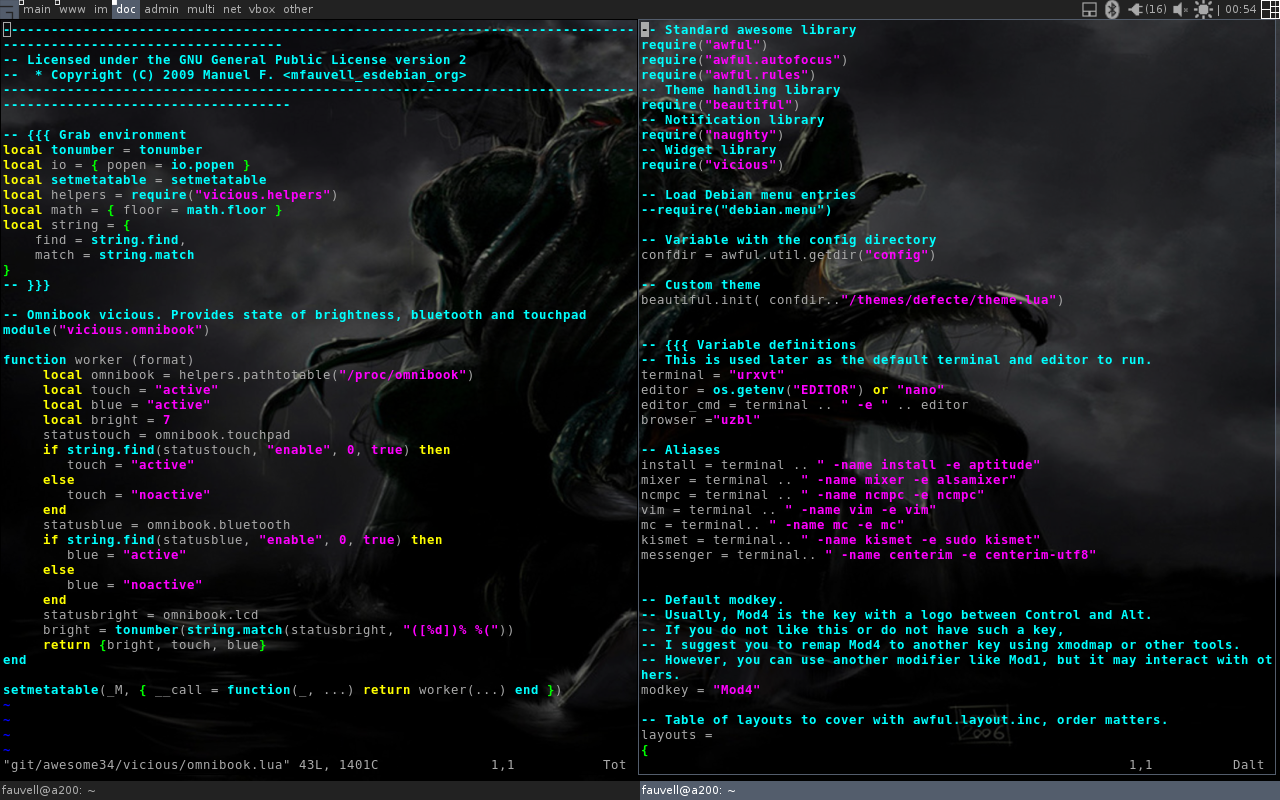 main www im doc admin multi net vbox other (16) | 00:54
--------------------------------------------------------------------------------
-----------------------------------
-- Licensed under the GNU General Public License version 2
--  * Copyright (C) 2009 Manuel F. <mfauvell_esdebian_org>
--------------------------------------------------------------------------------
------------------------------------
-- {{{ Grab environment
local tonumber = tonumber
local io = { popen = io.popen }
local setmetatable = setmetatable
local helpers = require("vicious.helpers")
local math = { floor = math.floor }
local string = {
    find = string.find,
    match = string.match
}
-- }}}
-- Omnibook vicious. Provides state of brightness, bluetooth and touchpad
module("vicious.omnibook")
function worker (format)
     local omnibook = helpers.pathtotable("/proc/omnibook")
     local touch = "active"
     local blue = "active"
     local bright = 7
     statustouch = omnibook.touchpad
     if string.find(statustouch, "enable", 0, true) then
        touch = "active"
     else
        touch = "noactive"
     end
     statusblue = omnibook.bluetooth
     if string.find(statusblue, "enable", 0, true) then
        blue = "active"
     else
        blue = "noactive"
     end
     statusbright = omnibook.lcd
     bright = tonumber(string.match(statusbright, "([%d])% %("))
     return {bright, touch, blue}
end
setmetatable(_M, { __call = function(_, ...) return worker(...) end })
~
~
~
~
"git/awesome34/vicious/omnibook.lua" 43L, 1401C 1,1 Tot
fauvell@a200: ~
-- Standard awesome library
require("awful")
require("awful.autofocus")
require("awful.rules")
-- Theme handling library
require("beautiful")
-- Notification library
require("naughty")
-- Widget library
require("vicious")
-- Load Debian menu entries
--require("debian.menu")
-- Variable with the config directory
confdir = awful.util.getdir("config")
-- Custom theme
beautiful.init( confdir.."/themes/defecte/theme.lua")
-- {{{ Variable definitions
-- This is used later as the default terminal and editor to run.
terminal = "urxvt"
editor = os.getenv("EDITOR") or "nano"
editor_cmd = terminal .. " -e " .. editor
browser ="uzbl"
-- Aliases
install = terminal .. " -name install -e aptitude"
mixer = terminal .. " -name mixer -e alsamixer"
ncmpc = terminal .. " -name ncmpc -e ncmpc"
vim = terminal .. " -name vim -e vim"
mc = terminal.. " -name mc -e mc"
kismet = terminal.. " -name kismet -e sudo kismet"
messenger = terminal.. " -name centerim -e centerim-utf8"
-- Default modkey.
-- Usually, Mod4 is the key with a logo between Control and Alt.
-- If you do not like this or do not have such a key,
-- I suggest you to remap Mod4 to another key using xmodmap or other tools.
-- However, you can use another modifier like Mod1, but it may interact with ot
hers.
modkey = "Mod4"
-- Table of layouts to cover with awful.layout.inc, order matters.
layouts =
{
1,1 Dalt
fauvell@a200: ~